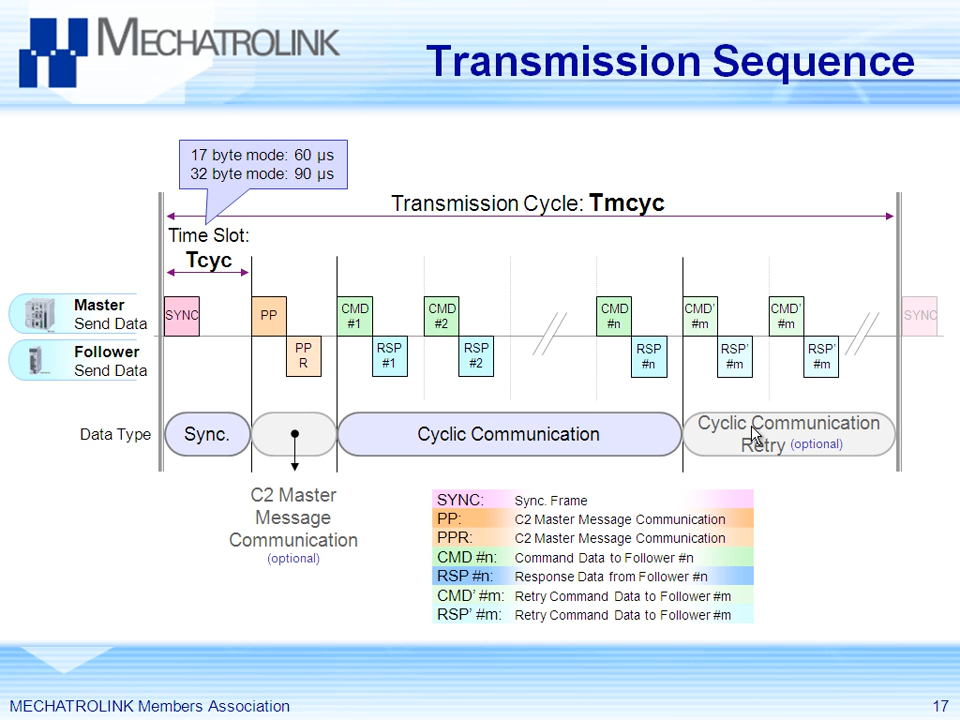 MECHATROLINK
Transmission Sequence
17 byte mode: 60 µs
32 byte mode: 90 µs
Transmission Cycle: Tmcyc
Time Slot:
Tcyc
Master
Send Data
SYNC
PP
CMD
#1
CMD
#2
CMD
#n
CMD'
#m
CMD'
#m
SYNC
Follower
Send Data
PP
R
RSP
#1
RSP
#2
RSP
#n
RSP'
#m
RSP'
#m
Data Type
Sync.
Cyclic Communication
Cyclic Communication
Retry (optional)
C2 Master
Message
Communication
(optional)
SYNC: Sync. Frame
PP: C2 Master Message Communication
PPR: C2 Master Message Communication
CMD #n: Command Data to Follower #n
RSP #n: Response Data from Follower #n
CMD' #m: Retry Command Data to Follower #m
RSP' #m: Retry Command Data to Follower #m
MECHATROLINK Members Association
17